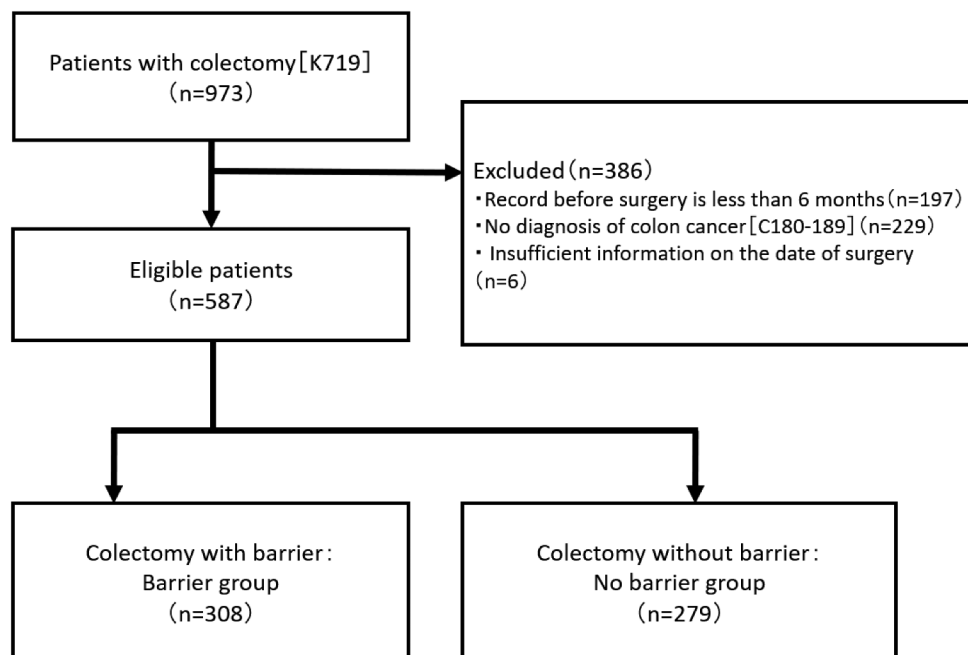 Patients with colectomy[K719]
(n=973)
Excluded(n=386)
・Record before surgery is less than 6 months(n=197)
・No diagnosis of colon cancer[C180-189](n=229)
・ Insufficient information on the date of surgery
(n=6)
Eligible patients
(n=587)
Colectomy with barrier:
Barrier group
(n=308)
Colectomy without barrier:
No barrier group
(n=279)